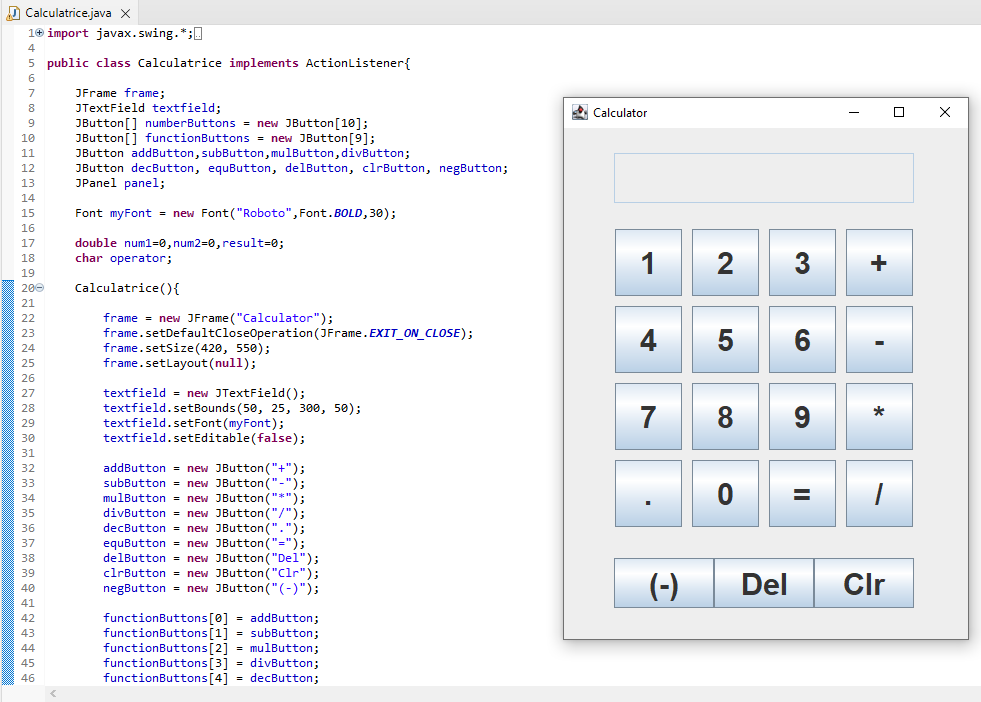 Calculatrice.java
1 import javax.swing.*;
4
5 public class Calculatrice implements ActionListener{
6
7 JFrame frame;
8 JTextField textfield;
9 JButton[] numberButtons = new JButton[10];
10 JButton[] functionButtons = new JButton[9];
11 JButton addButton,subButton,mulButton,divButton;
12 JButton decButton, equButton, delButton, clrButton, negButton;
13 JPanel panel;
14
15 Font myFont = new Font("Roboto",Font.BOLD,30);
16
17 double num1=0,num2=0,result=0;
18 char operator;
19
20 Calculatrice(){
21
22 frame = new JFrame("Calculator");
23 frame.setDefaultCloseOperation(JFrame.EXIT_ON_CLOSE);
24 frame.setSize(420, 550);
25 frame.setLayout(null);
26
27 textfield = new JTextField();
28 textfield.setBounds(50, 25, 300, 50);
29 textfield.setFont(myFont);
30 textfield.setEditable(false);
31
32 addButton = new JButton("+");
33 subButton = new JButton("-");
34 mulButton = new JButton("*");
35 divButton = new JButton("/");
36 decButton = new JButton(".");
37 equButton = new JButton("=");
38 delButton = new JButton("Del");
39 clrButton = new JButton("Clr");
40 negButton = new JButton("(-)");
41
42 functionButtons[0] = addButton;
43 functionButtons[1] = subButton;
44 functionButtons[2] = mulButton;
45 functionButtons[3] = divButton;
46 functionButtons[4] = decButton;
Calculator
1 2 3 +
4 5 6 -
7 8 9 *
. 0 = /
(-) Del Clr